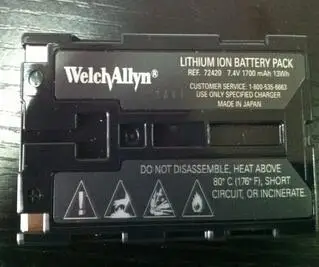 WelchAllyn®
LITHIUM ION BATTERY PACK
REF. 72420 7.4V 1700 mAh 13Wh
CUSTOMER SERVICE: 1-800-535-6663
USE ONLY SPECIFIED CHARGER
MADE IN JAPAN
DO NOT DISASSEMBLE, HEAT ABOVE
80° C (176° F), SHORT
CIRCUIT, OR INCINERATE.